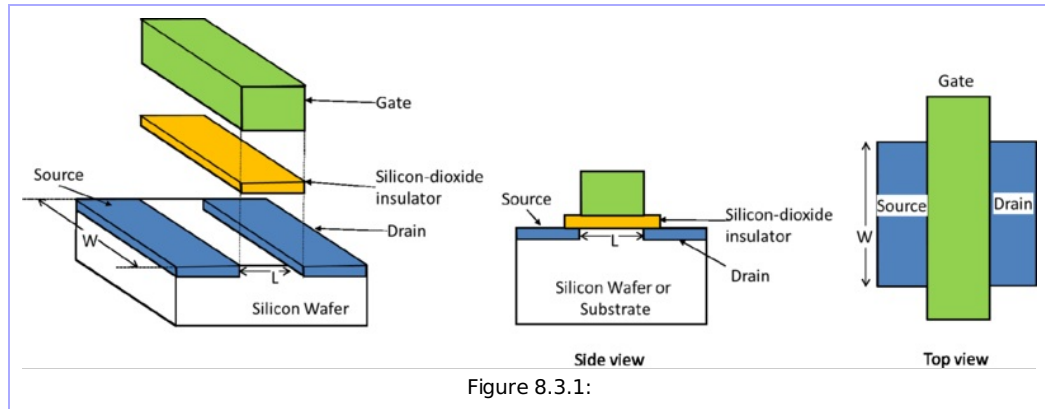 Gate
Silicon-dioxide
insulator
Source
Drain
W
L
Silicon Wafer
Source
Silicon-dioxide
insulator
L
Drain
Silicon Wafer or
Substrate
Side view
Gate
Source
Drain
W
Top view
Figure 8.3.1: